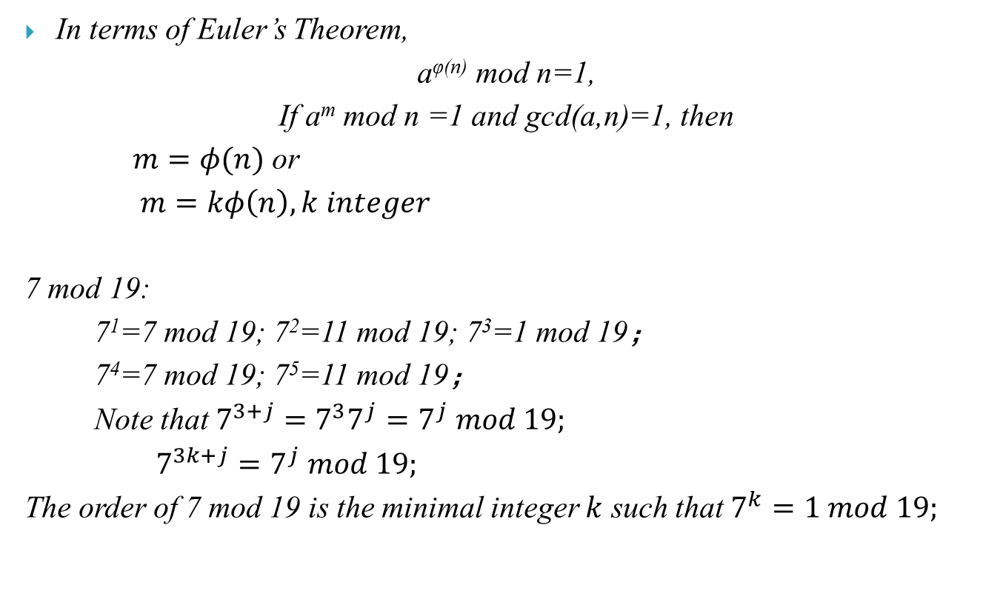 In terms of Euler’s Theorem,
a^φ(n) mod n=1,
If a^m mod n =1 and gcd(a,n)=1, then
m = ϕ(n) or
m = kϕ(n), k integer
7 mod 19:
7^1=7 mod 19; 7^2=11 mod 19; 7^3=1 mod 19；
7^4=7 mod 19; 7^5=11 mod 19；
Note that 7^(3+j) = 7^3 7^j = 7^j mod 19;
7^(3k+j) = 7^j mod 19;
The order of 7 mod 19 is the minimal integer k such that 7^k = 1 mod 19;